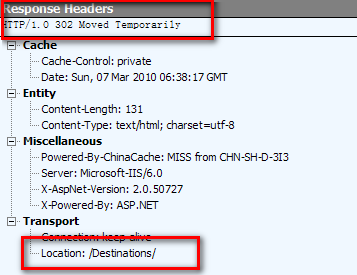 Response Headers
HTTP/1.0 302 Moved Temporarily
Cache
Cache-Control: private
Date: Sun, 07 Mar 2010 06:38:17 GMT
Entity
Content-Length: 131
Content-Type: text/html; charset=utf-8
Miscellaneous
Powered-By-ChinaCache: MISS from CHN-SH-D-3I3
Server: Microsoft-IIS/6.0
X-AspNet-Version: 2.0.50727
X-Powered-By: ASP.NET
Transport
Connection: keep-alive
Location: /Destinations/